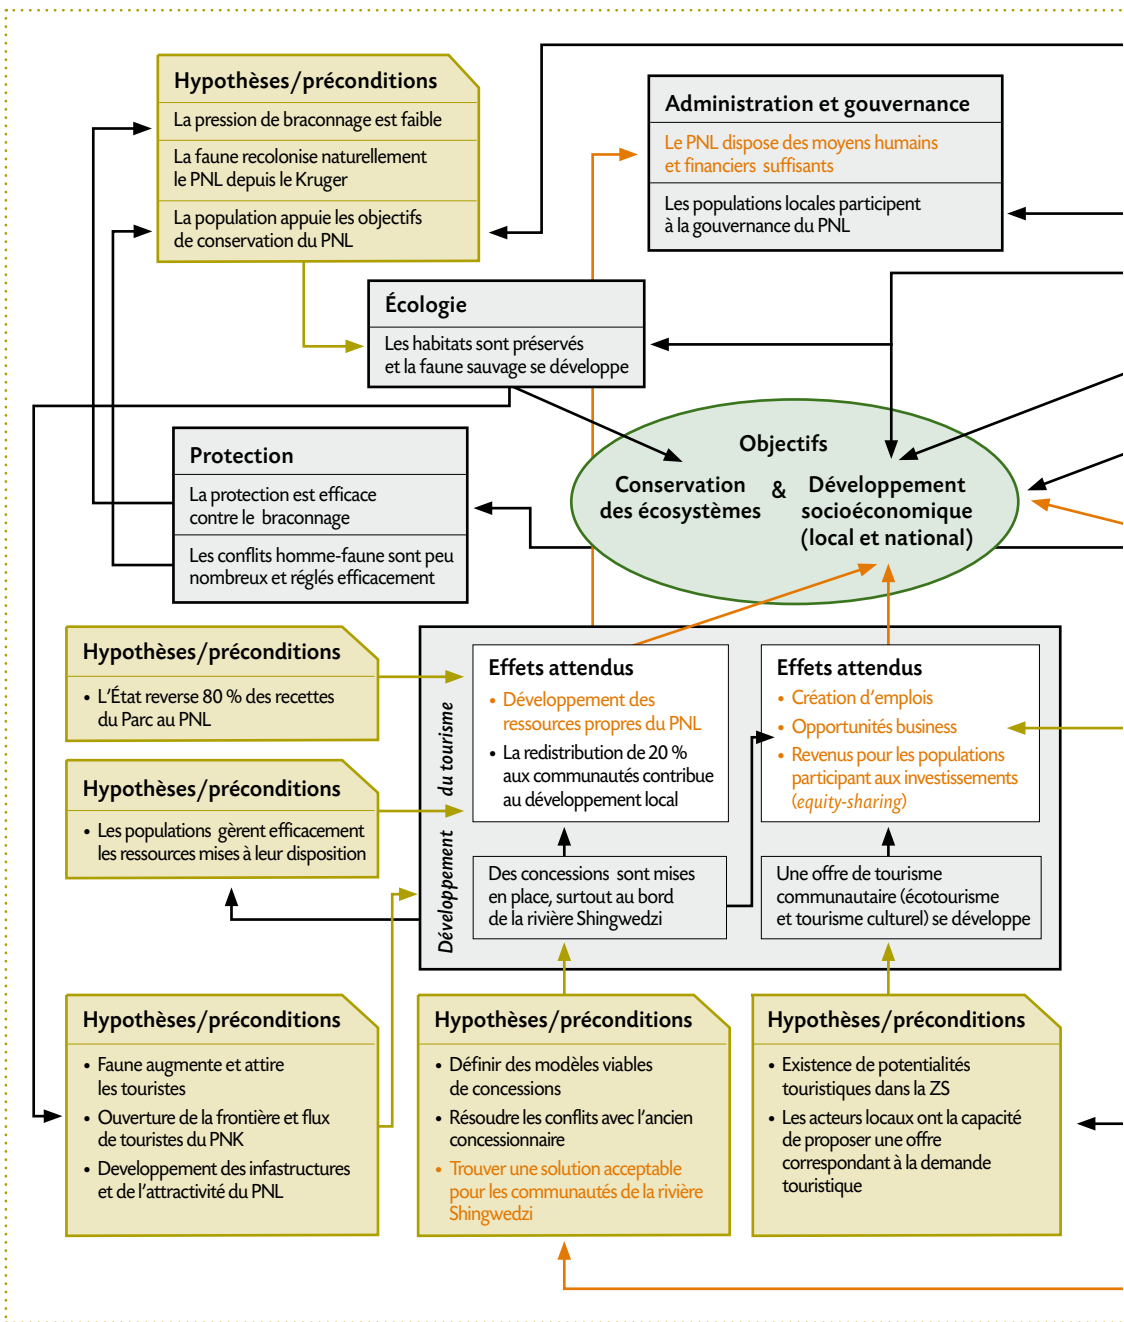 Hypothèses/préconditions
La pression de braconnage est faible
La faune recolonise naturellement
le PNL depuis le Kruger
La population appuie les objectifs
de conservation du PNL
Administration et gouvernance
Le PNL dispose des moyens humains
et financiers suffisants
Les populations locales participent
à la gouvernance du PNL
Écologie
Les habitats sont préservés
et la faune sauvage se développe
Objectifs
Conservation
des écosystèmes
&
Développement
socioéconomique
(local et national)
Protection
La protection est efficace
contre le braconnage
Les conflits homme-faune sont peu
nombreux et réglés efficacement
Hypothèses/préconditions
• L'État reverse 80 % des recettes
du Parc au PNL
Hypothèses/préconditions
• Les populations gèrent efficacement
les ressources mises à leur disposition
Développement du tourisme
Effets attendus
• Développement des
ressources propres du PNL
• La redistribution de 20 %
aux communautés contribue
au développement local
Effets attendus
• Création d'emplois
• Opportunités business
• Revenus pour les populations
participant aux investissements
(equity-sharing)
Des concessions sont mises
en place, surtout au bord
de la rivière Shingwedzi
Une offre de tourisme
communautaire (écotourisme
et tourisme culturel) se développe
Hypothèses/préconditions
• Faune augmente et attire
les touristes
• Ouverture de la frontière et flux
de touristes du PNK
• Developpement des infastructures
et de l'attractivité du PNL
Hypothèses/préconditions
• Définir des modèles viables
de concessions
• Résoudre les conflits avec l'ancien
concessionnaire
• Trouver une solution acceptable
pour les communautés de la rivière
Shingwedzi
Hypothèses/préconditions
• Existence de potentialités
touristiques dans la ZS
• Les acteurs locaux ont la capacité
de proposer une offre
correspondant à la demande
touristique